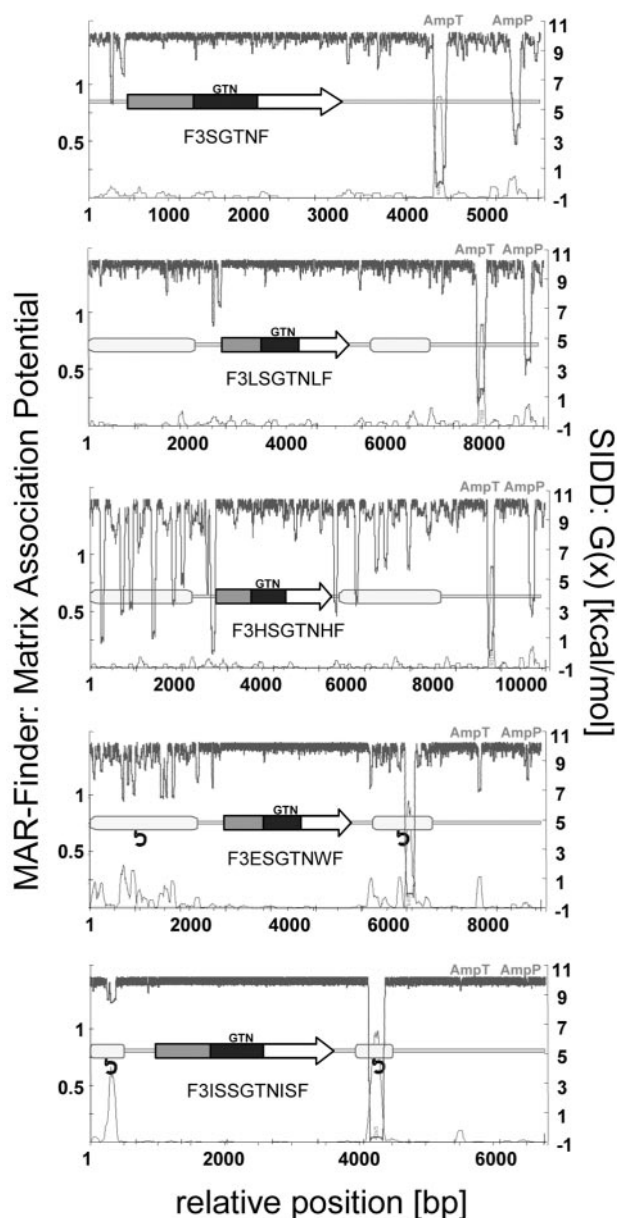 MAR-Finder: Matrix Association Potential
SIDD: G(x) [kcal/mol]
AmpT AmpP
11
9
7
5
3
1
-1
1
0.5
GTN
F3SGTNF
1 1000 2000 3000 4000 5000
AmpT AmpP
11
9
7
5
3
1
-1
1
0.5
GTN
F3LSGTNLF
1 2000 4000 6000 8000
AmpT AmpP
11
9
7
5
3
1
-1
1
0.5
GTN
F3HSGTNHF
1 2000 4000 6000 8000 10000
AmpT AmpP
11
9
7
5
3
1
-1
1
0.5
GTN
F3ESGTNWF
1 2000 4000 6000 8000
AmpT AmpP
11
9
7
5
3
1
-1
1
0.5
GTN
F3ISSGTNISF
1 2000 4000 6000
relative position [bp]